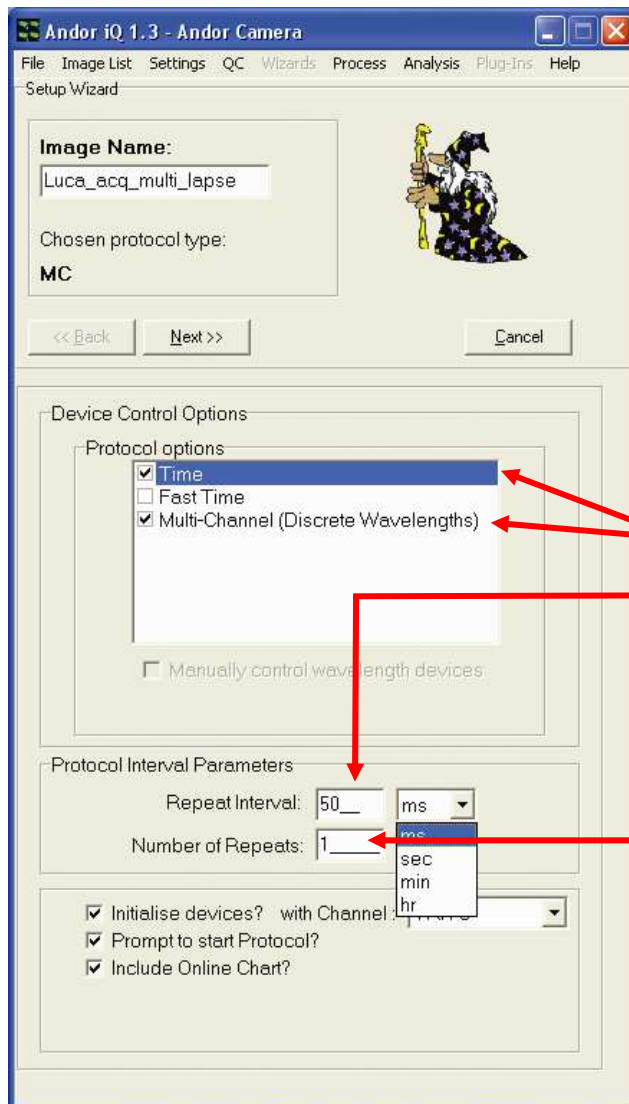 Andor iQ 1.3 - Andor Camera
File Image List Settings QC Wizards Process Analysis Plug-Ins Help
Setup Wizard
Image Name:
Luca_acq_multi_lapse
Chosen protocol type:
MC
<< Back Next >> Cancel
Device Control Options
Protocol options
Time
Fast Time
Multi-Channel (Discrete Wavelengths)
Manually control wavelength devices
Protocol Interval Parameters
Repeat Interval: 50__ ms
Number of Repeats: 1_____ ms
sec
min
hr
Initialise devices? with Channel :
Prompt to start Protocol?
Include Online Chart?